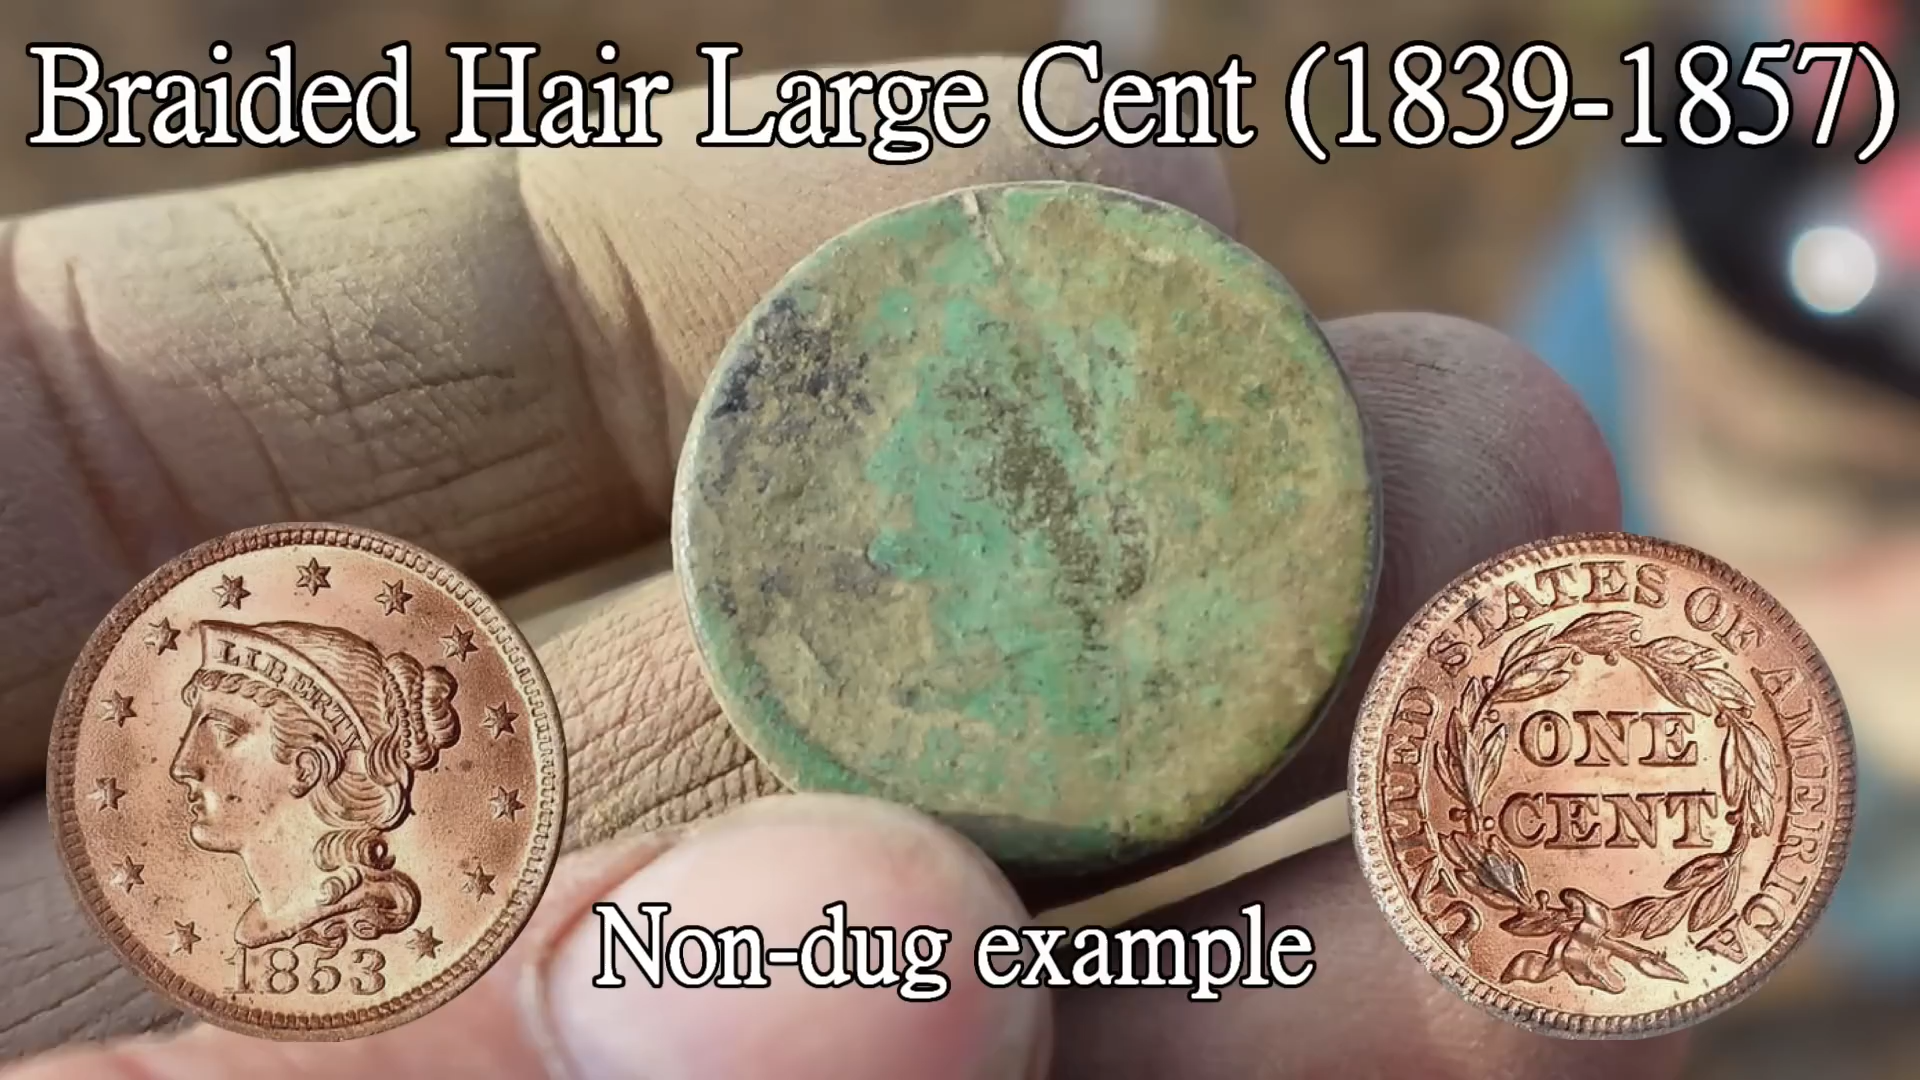 Braided Hair Large Cent (1839-1857)
LIBERTY
1853
UNITED STATES OF AMERICA
ONE
CENT
Non-dug example